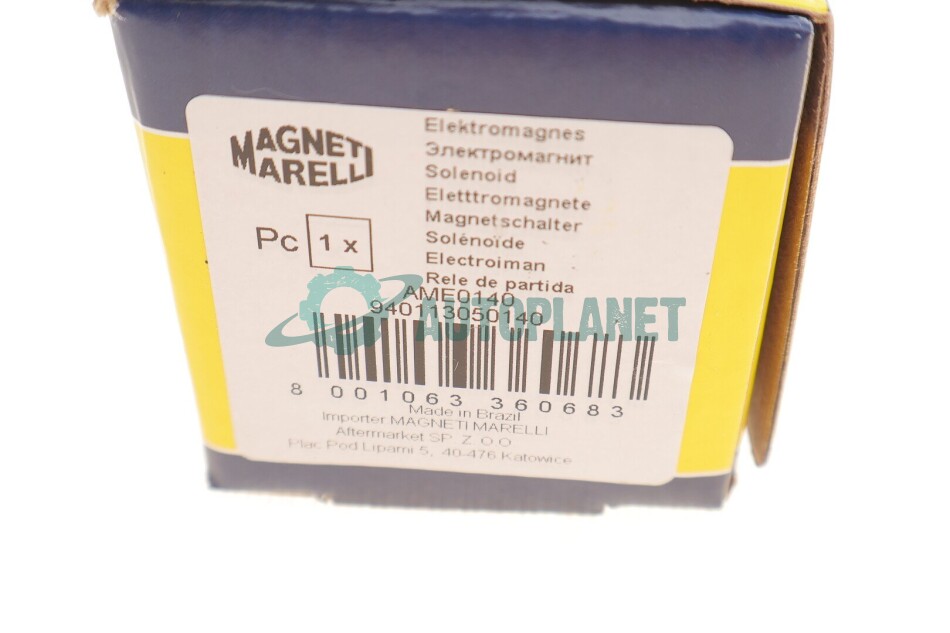 MAGNETI
MARELLI
Pc 1 x
Elektromagnes
Электромагнит
Solenoid
Eletttromagnete
Magnetschalter
Solénoïde
Electroiman
Rele de partida
AME0140
940113050140
AUTOPLANET
8 001063 360683
Made in Brazil
Importer MAGNETI MARELLI
Aftermarket SP. Z O.O
Plac Pod Lipami 5, 40-476 Katowice